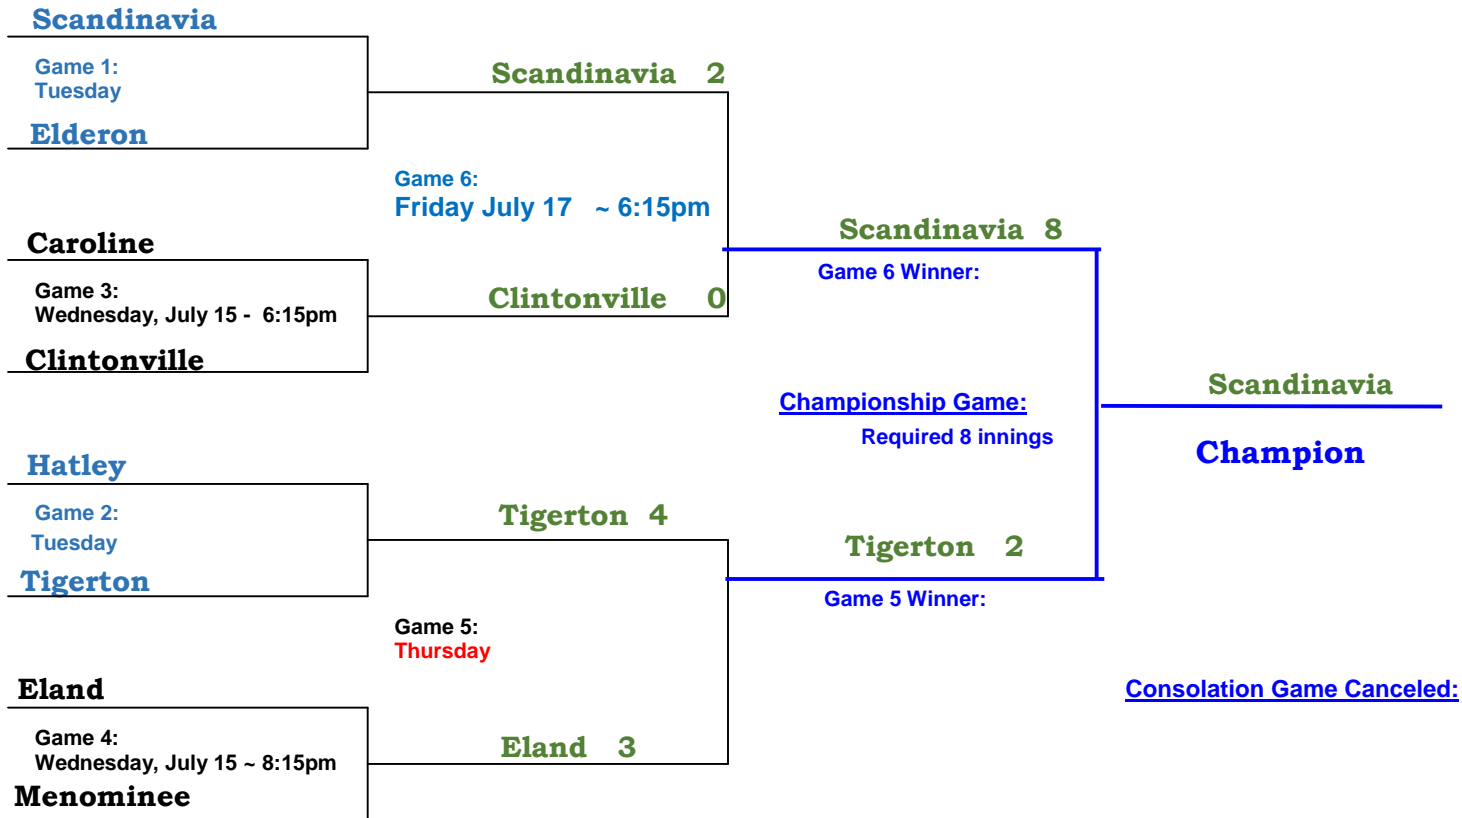 Scandinavia
Game 1:
Tuesday
Elderon
Scandinavia 2
Game 6:
Friday July 17 ~ 6:15pm
Caroline
Game 3:
Wednesday, July 15 - 6:15pm
Clintonville
Clintonville 0
Scandinavia 8
Game 6 Winner:
Championship Game:
Required 8 innings
Scandinavia
Champion
Hatley
Game 2:
Tuesday
Tigerton
Tigerton 4
Game 5:
Thursday
Tigerton 2
Game 5 Winner:
Eland
Game 4:
Wednesday, July 15 ~ 8:15pm
Menominee
Eland 3
Consolation Game Canceled: